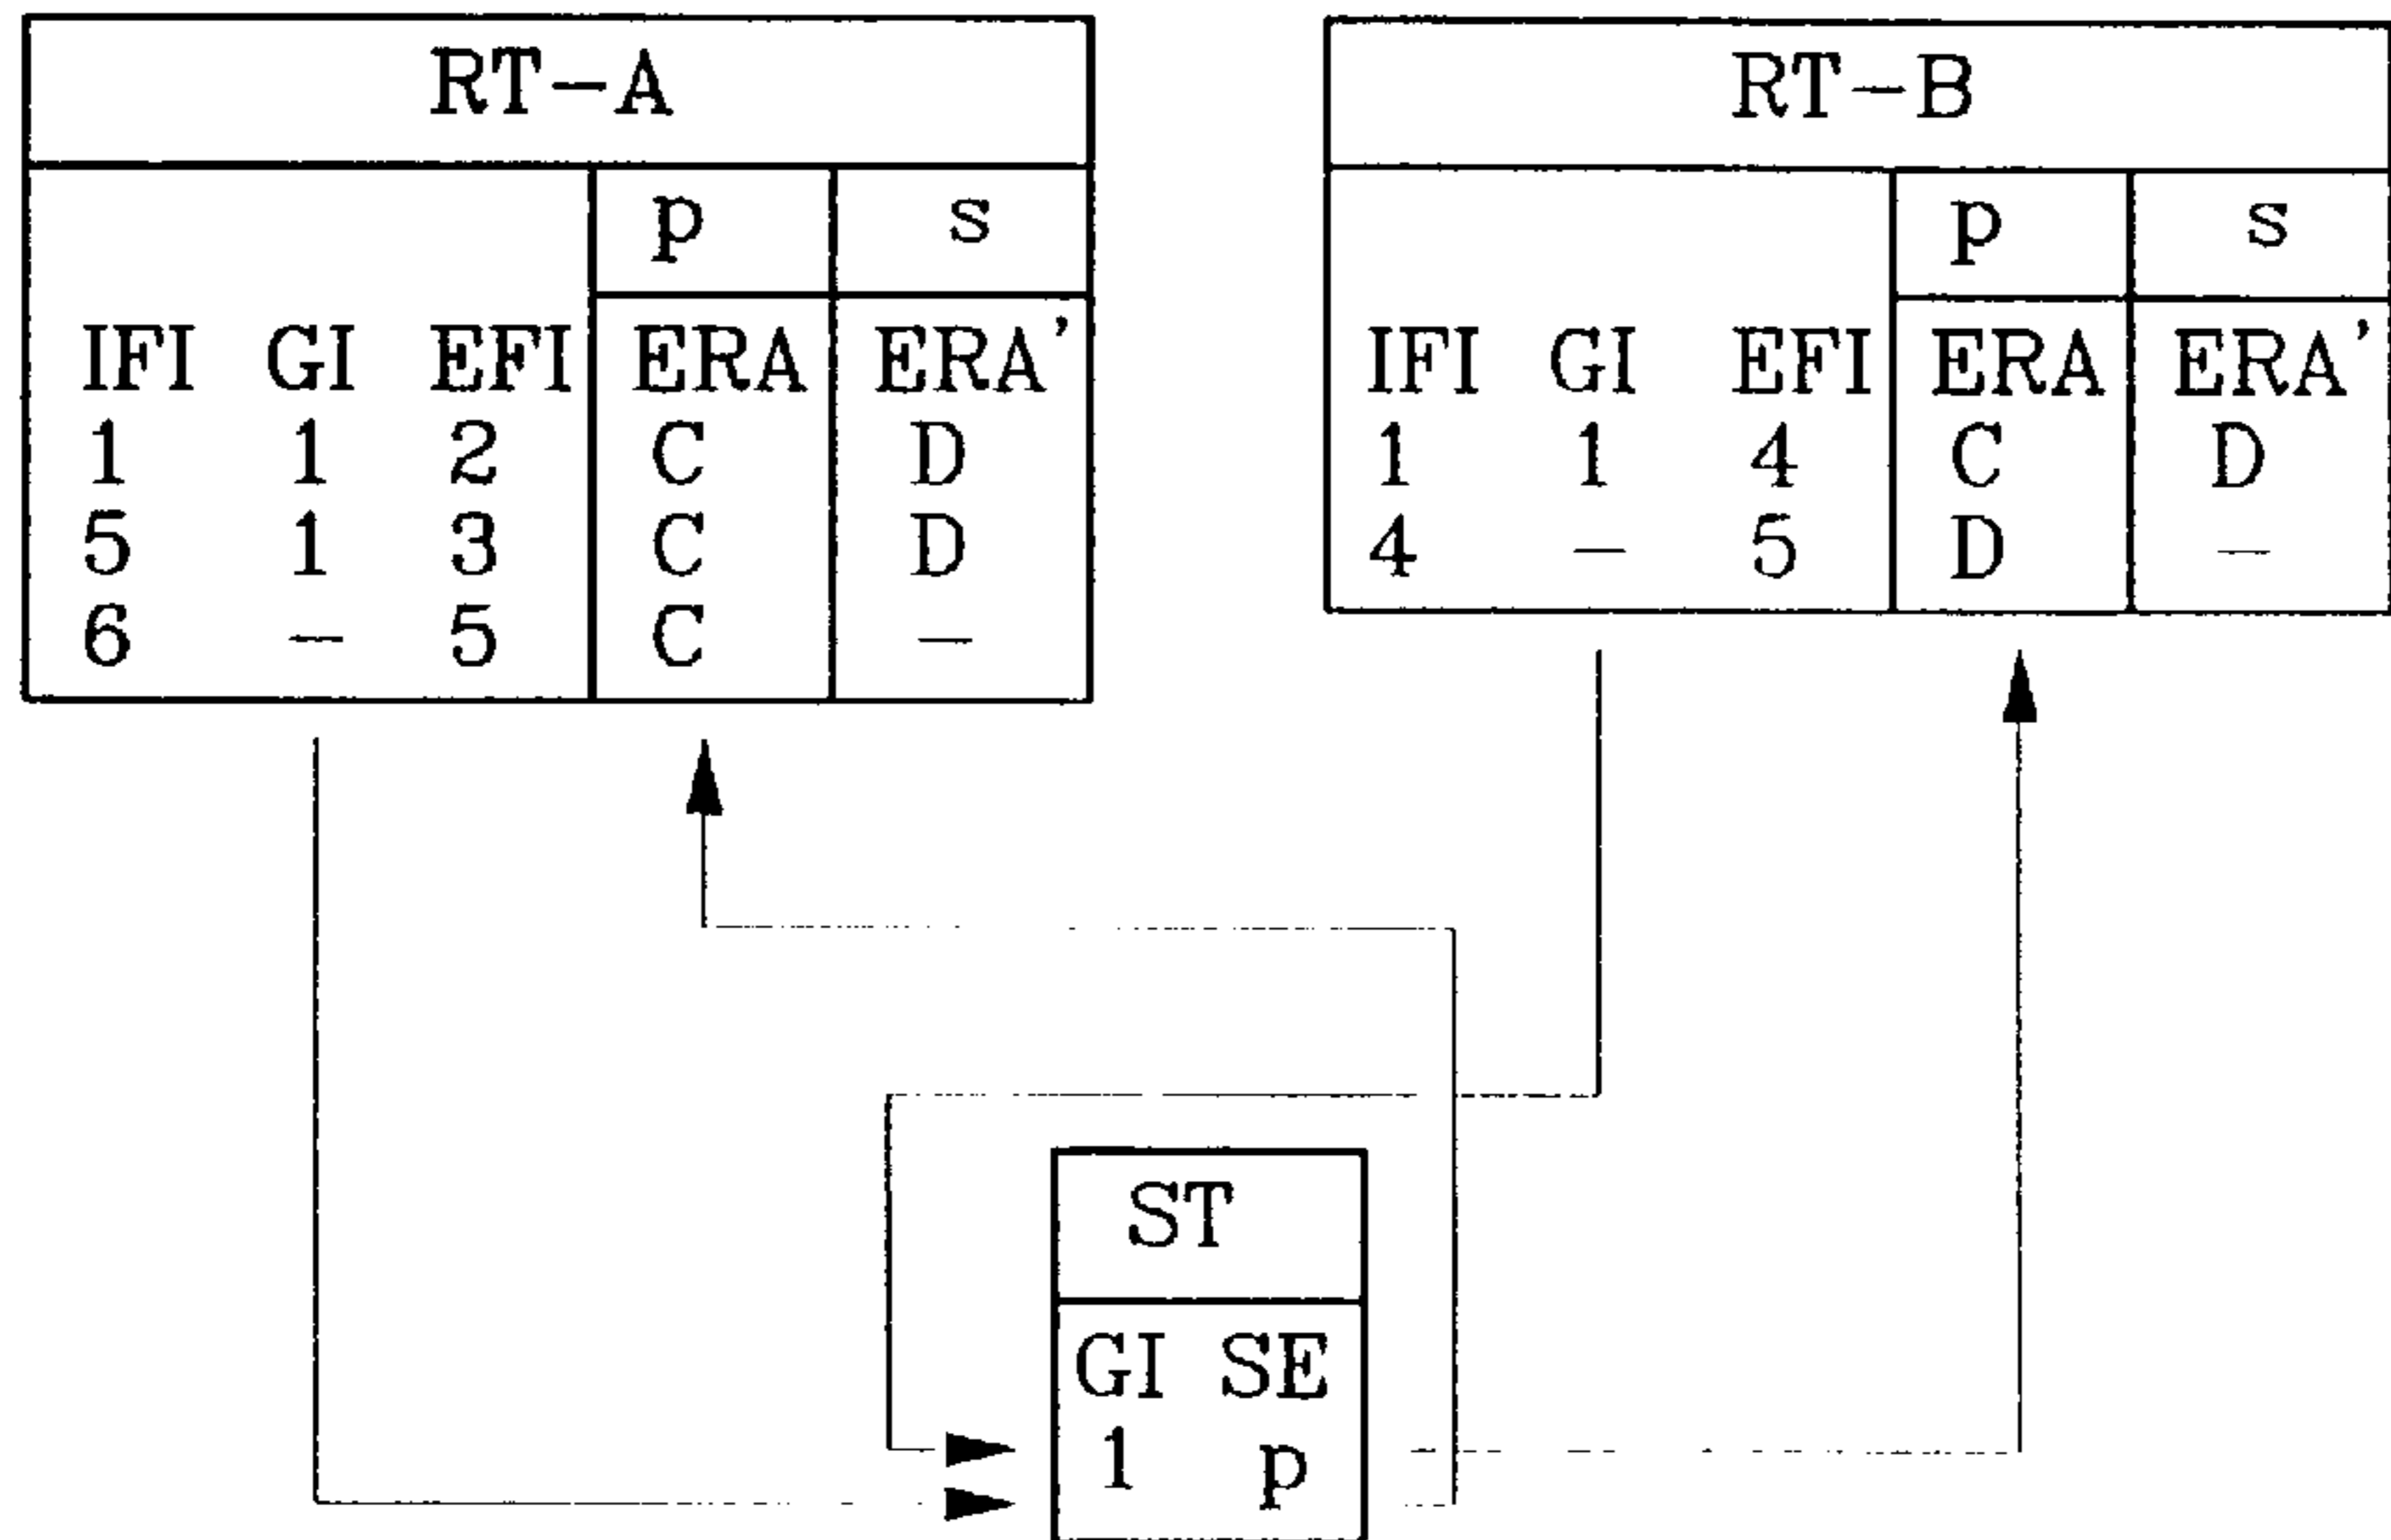 RT-A
p s
IFI GI EFI ERA ERA'
1 1 2 C D
5 1 3 C D
6 - 5 C -
RT-B
p s
IFI GI EFI ERA ERA'
1 1 4 C D
4 - 5 D -
ST
GI SE
1 p